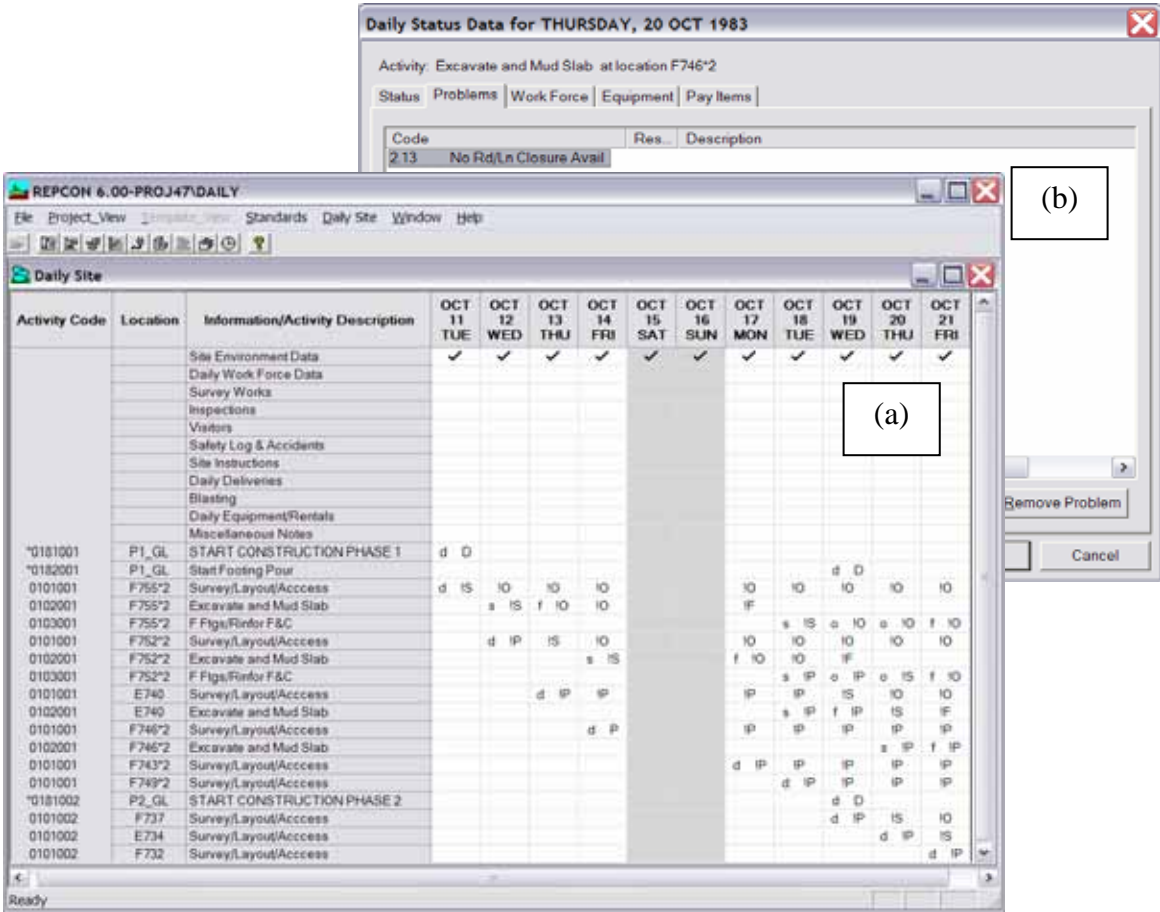 Daily Status Data for THURSDAY, 20 OCT 1983
Activity: Excavate and Mud Slab at location F746*2
Status Problems Work Force Equipment Pay Items
Code Res... Description
2.13 No Rd/Ln Closure Avail
(b)
Remove Problem
Cancel
REPCON 6.00-PROJ47\DAILY
File Project_View Standards Daily Site Window Help
Daily Site
Activity Code Location Information/Activity Description OCT 11 TUE OCT 12 WED OCT 13 THU OCT 14 FRI OCT 15 SAT OCT 16 SUN OCT 17 MON OCT 18 TUE OCT 19 WED OCT 20 THU OCT 21 FRI
Site Environment Data
Daily Work Force Data
Survey Works
Inspections
Visitors
(a)
Safety Log & Accidents
Site Instructions
Daily Deliveries
Blasting
Daily Equipment/Rentals
Miscellaneous Notes
*0181001 P1_GL START CONSTRUCTION PHASE 1 d D
*0182001 P1_GL Start Footing Pour d D
0101001 F755*2 Survey/Layout/Acccess d !S !O !O !O !O !O !O !O !O
0102001 F755*2 Excavate and Mud Slab s !S f !O !O !F
0103001 F755*2 F Ftgs/Rinfor F&C s !S o !O o !O f !O
0101001 F752*2 Survey/Layout/Acccess d !P !S !O !O !O !O !O !O
0102001 F752*2 Excavate and Mud Slab s !S f !O !O !F
0103001 F752*2 F Ftgs/Rinfor F&C s !P o !P o !S f !O
0101001 E740 Survey/Layout/Acccess d !P !P !P !P !S !O !O
0102001 E740 Excavate and Mud Slab s !P f !P !S !F
0101001 F746*2 Survey/Layout/Acccess d P !P !P !P !P !P
0102001 F746*2 Excavate and Mud Slab s !P f !P
0101001 F743*2 Survey/Layout/Acccess d !P !P !P !P !P
0101001 F749*2 Survey/Layout/Acccess d !P !P !P !P
*0181002 P2_GL START CONSTRUCTION PHASE 2 d D
0101002 F737 Survey/Layout/Acccess d !P !S !O
0101002 E734 Survey/Layout/Acccess d !P !S
0101002 F732 Survey/Layout/Acccess d !P
Ready